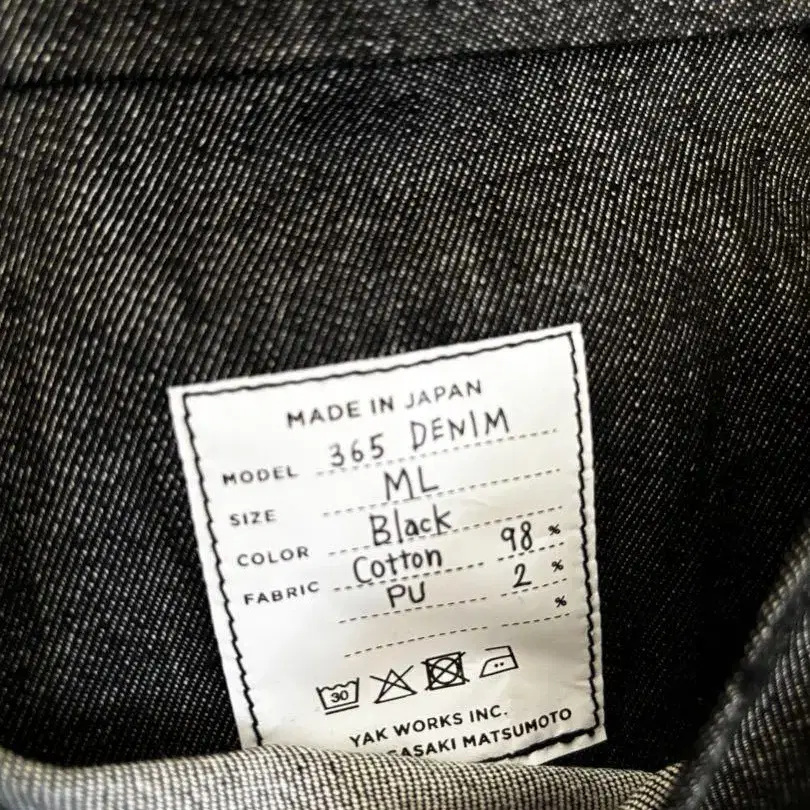 MADE IN JAPAN
MODEL 365 DENIM
SIZE ML
COLOR Black
FABRIC Cotton 98 %
PU 2 %
%
30
YAK WORKS INC.
MATSUMOTO